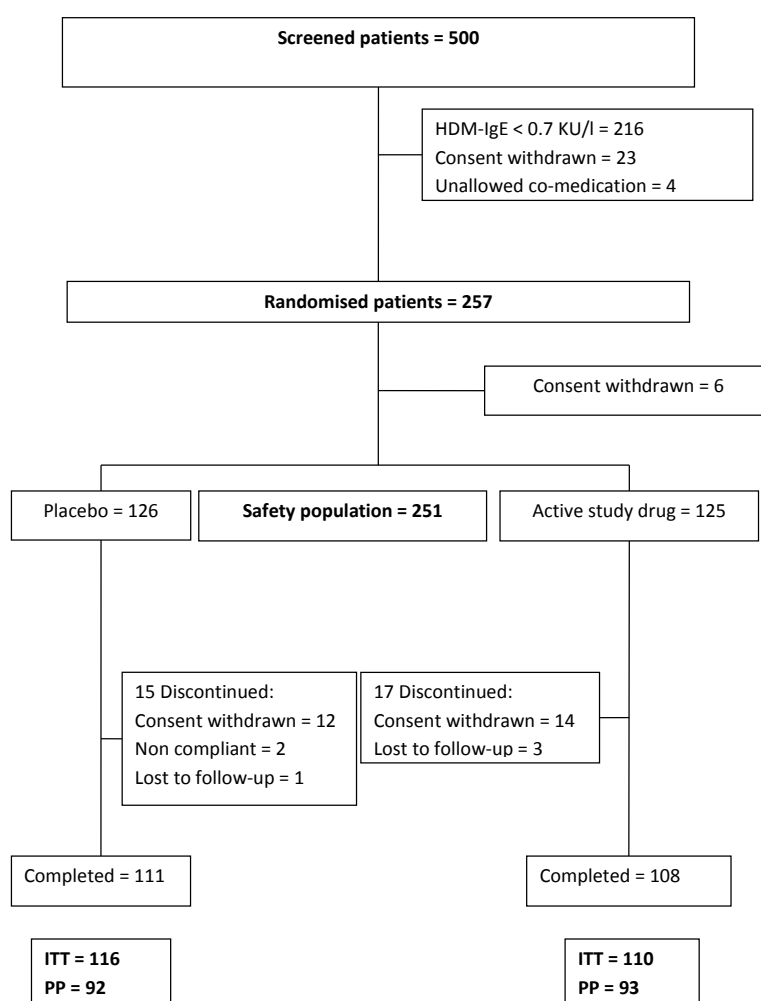 Screened patients = 500
HDM-IgE < 0.7 KU/l = 216
Consent withdrawn = 23
Unallowed co-medication = 4
Randomised patients = 257
Consent withdrawn = 6
Placebo = 126
Safety population = 251
Active study drug = 125
15 Discontinued:
Consent withdrawn = 12
Non compliant = 2
Lost to follow-up = 1
17 Discontinued:
Consent withdrawn = 14
Lost to follow-up = 3
Completed = 111
Completed = 108
ITT = 116
PP = 92
ITT = 110
PP = 93